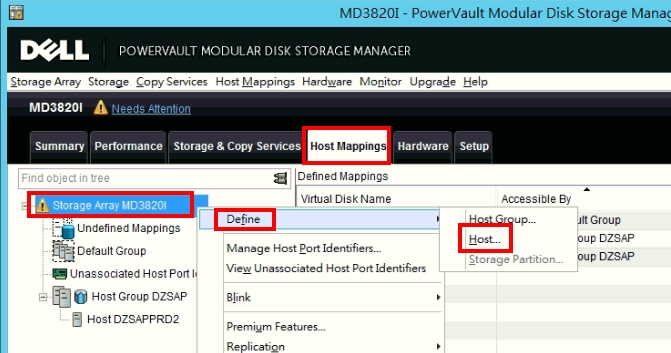 MD3820I - PowerVault Modular Disk Storage Manag
DELL POWERVAULT MODULAR DISK STORAGE MANAGER
Storage Array Storage Copy Services Host Mappings Hardware Monitor Upgrade Help
MD3820I Needs Attention
Summary Performance Storage & Copy Services Host Mappings Hardware Setup
Find object in tree
Defined Mappings
Virtual Disk Name Accessible By
Storage Array MD3820I
Undefined Mappings
Default Group
Unassociated Host Port I
Host Group DZSAP
Host DZSAPPRD2
Define
Manage Host Port Identifiers...
View Unassociated Host Port Identifiers
Blink
Premium Features...
Replication
Host Group...
Host...
Storage Partition...
ult Group
oup DZSAP
oup DZSAP